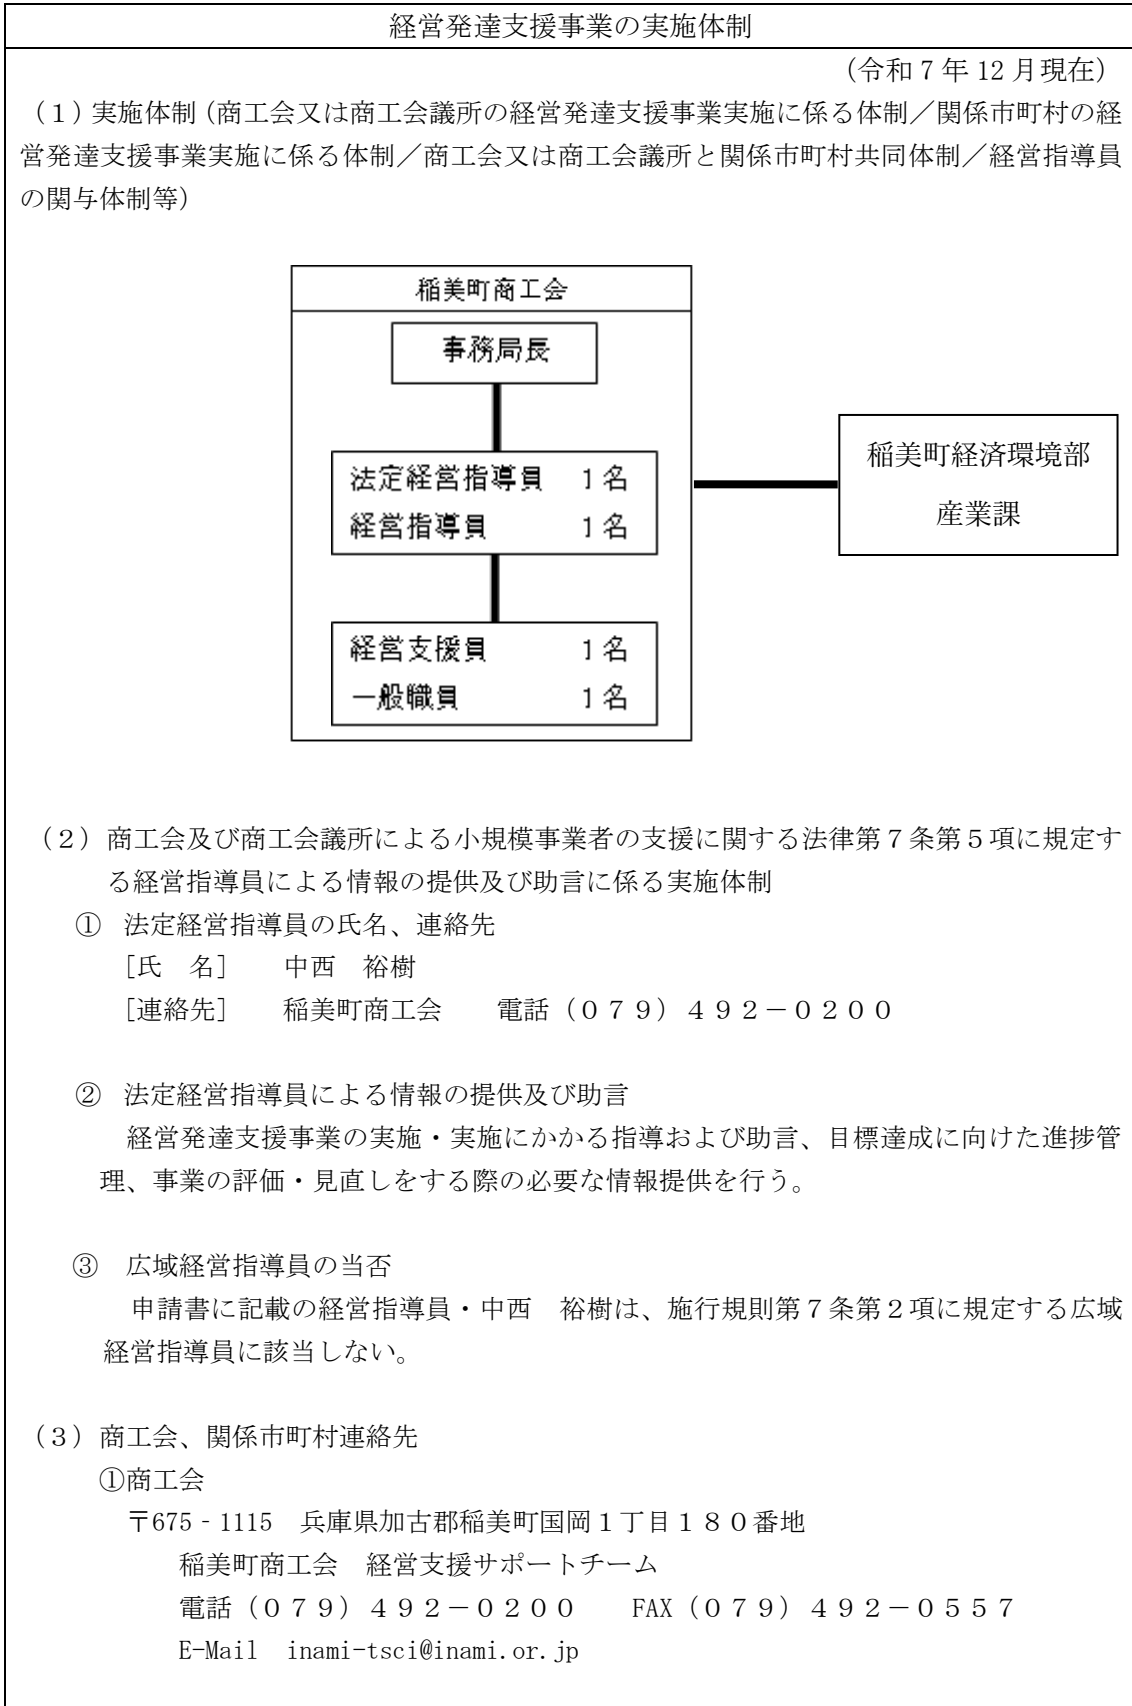 経営発達支援事業の実施体制
（令和７年 12 月現在）
（１）実施体制（商工会又は商工会議所の経営発達支援事業実施に係る体制／関係市町村の経
営発達支援事業実施に係る体制／商工会又は商工会議所と関係市町村共同体制／経営指導員
の関与体制等）
稲美町商工会
事務局長
法定経営指導員　１名
経営指導員　１名
経営支援員　１名
一般職員　１名
稲美町経済環境部
産業課
（２）商工会及び商工会議所による小規模事業者の支援に関する法律第７条第５項に規定す
る経営指導員による情報の提供及び助言に係る実施体制
①　法定経営指導員の氏名、連絡先
［氏　名］　中西　裕樹
［連絡先］　稲美町商工会　電話（０７９）４９２－０２００
②　法定経営指導員による情報の提供及び助言
経営発達支援事業の実施・実施にかかる指導および助言、目標達成に向けた進捗管
理、事業の評価・見直しをする際の必要な情報提供を行う。
③　広域経営指導員の当否
申請書に記載の経営指導員・中西　裕樹は、施行規則第７条第２項に規定する広域
経営指導員に該当しない。
（３）商工会、関係市町村連絡先
①商工会
〒675‐1115　兵庫県加古郡稲美町国岡１丁目１８０番地
稲美町商工会　経営支援サポートチーム
電話（０７９）４９２－０２００　FAX（０７９）４９２－０５５７
E-Mail　inami-tsci@inami.or.jp